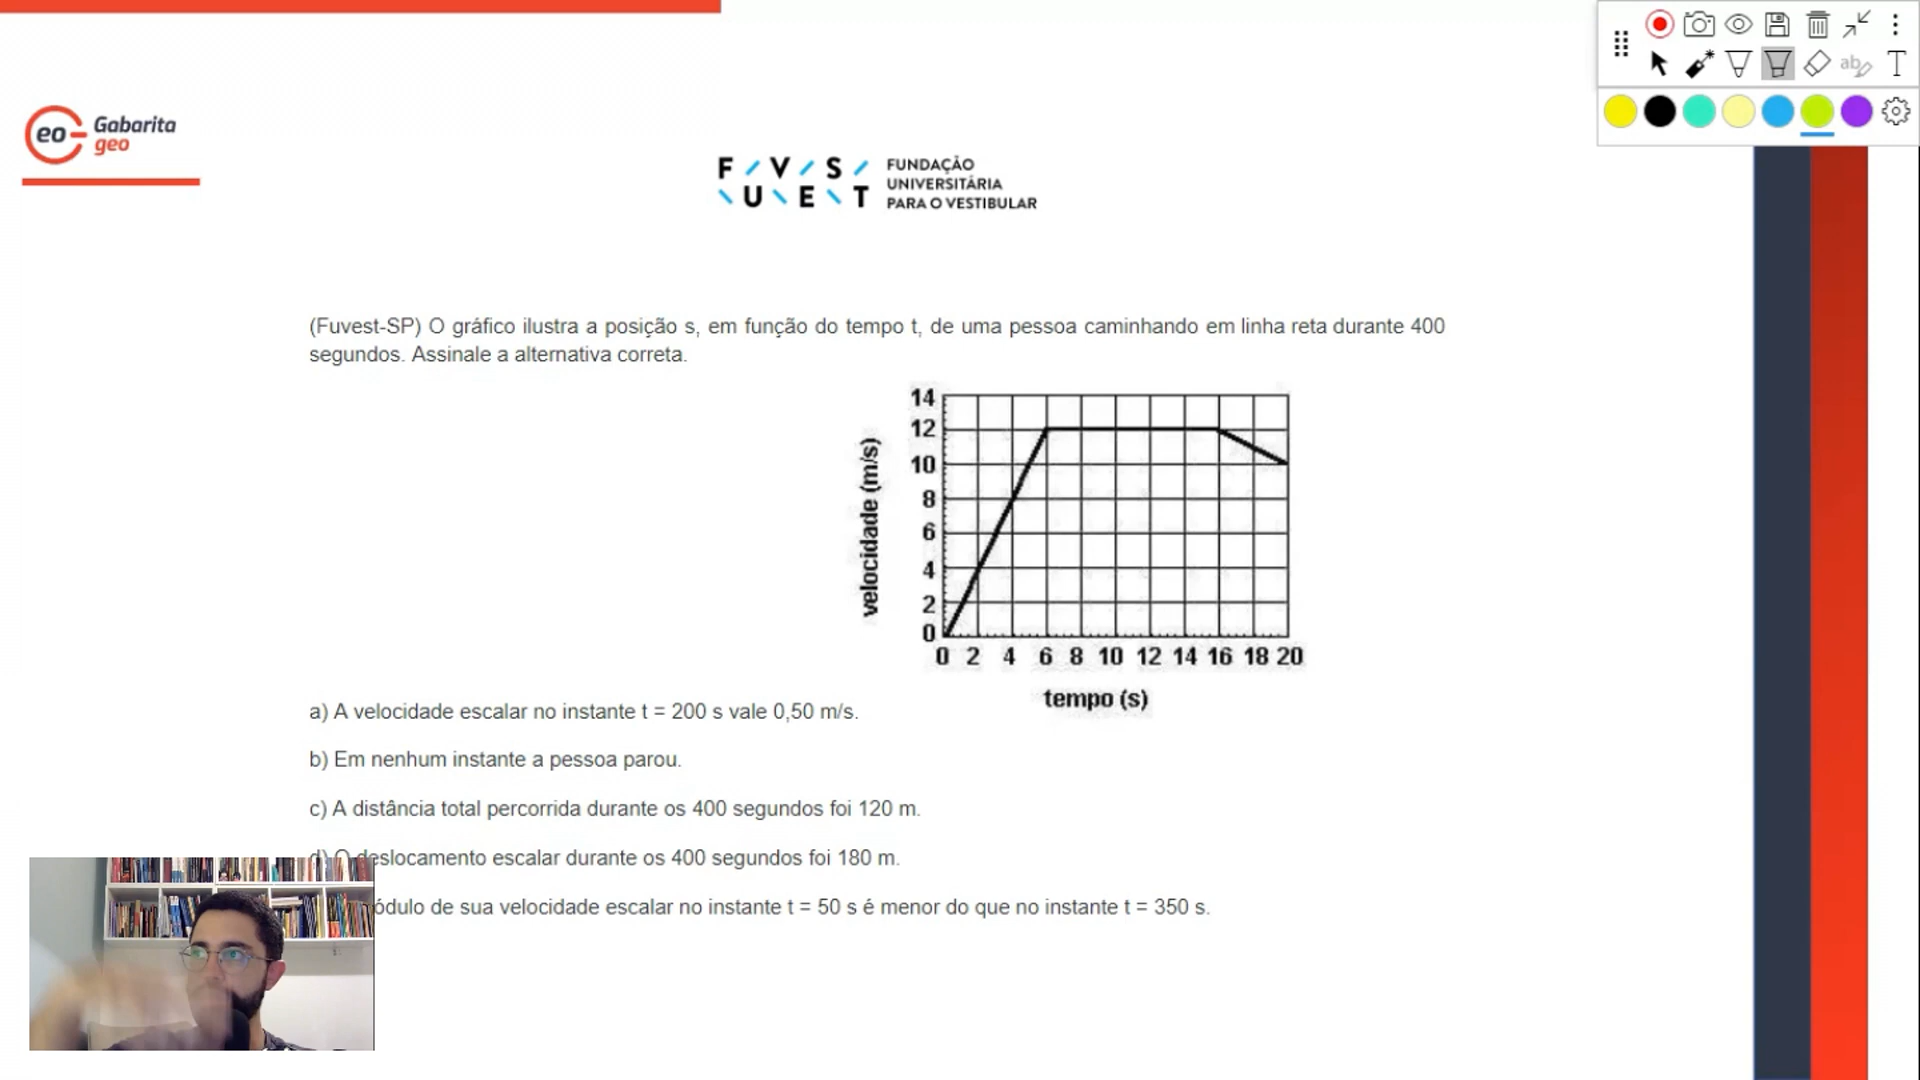 eo Gabarita
geo
F V S
U E T
FUNDAÇÃO
UNIVERSITÁRIA
PARA O VESTIBULAR
(Fuvest-SP) O gráfico ilustra a posição s, em função do tempo t, de uma pessoa caminhando em linha reta durante 400
segundos. Assinale a alternativa correta.
14
12
10
8
6
4
2
0
velocidade (m/s)
0 2 4 6 8 10 12 14 16 18 20
tempo (s)
a) A velocidade escalar no instante t = 200 s vale 0,50 m/s.
b) Em nenhum instante a pessoa parou.
c) A distância total percorrida durante os 400 segundos foi 120 m.
d) O deslocamento escalar durante os 400 segundos foi 180 m.
ódulo de sua velocidade escalar no instante t = 50 s é menor do que no instante t = 350 s.
ab
T